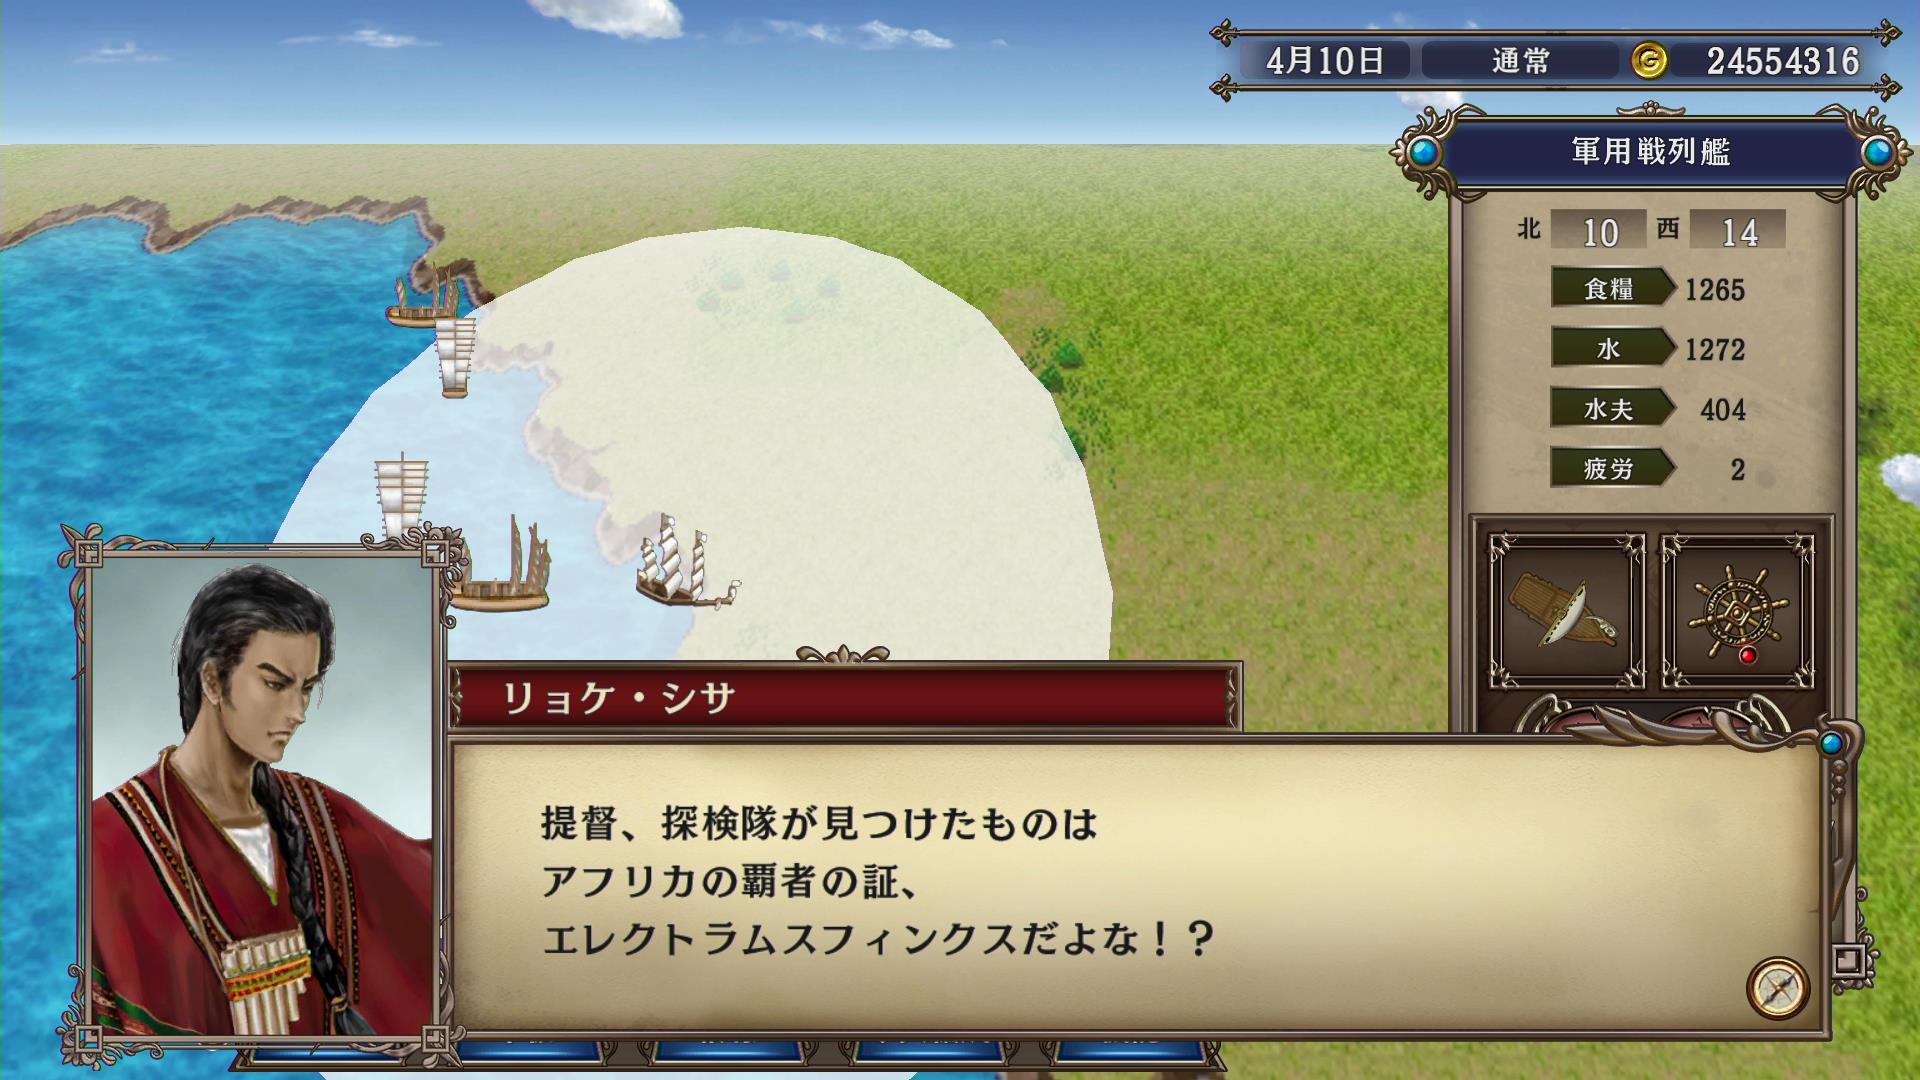 4月10日 通常 24554316
軍用戦列艦
北 10 西 14
食糧 1265
水 1272
水夫 404
疲労 2
リョケ・シサ
提督、探検隊が見つけたものは
アフリカの覇者の証、
エレクトラムスフィンクスだよな！？